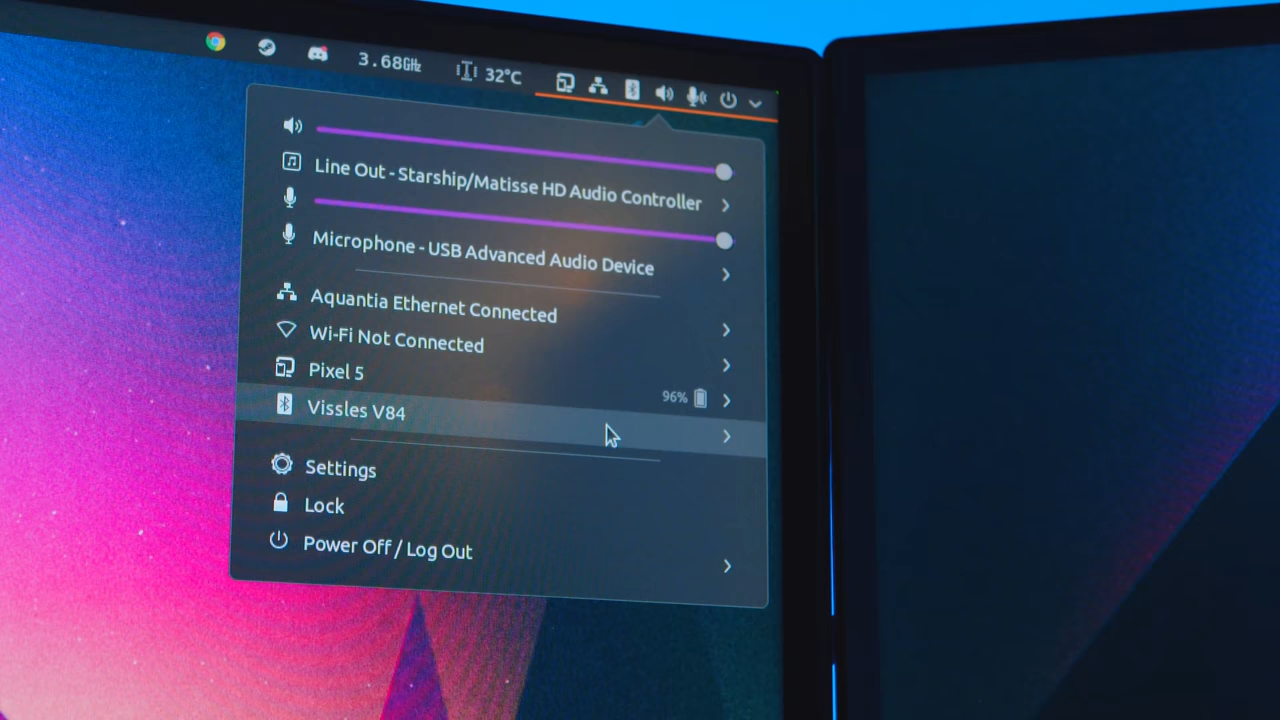 3.68GHz 32°C
Line Out - Starship/Matisse HD Audio Controller
Microphone - USB Advanced Audio Device
Aquantia Ethernet Connected
Wi-Fi Not Connected
Pixel 5 96%
Vissles V84
Settings
Lock
Power Off / Log Out